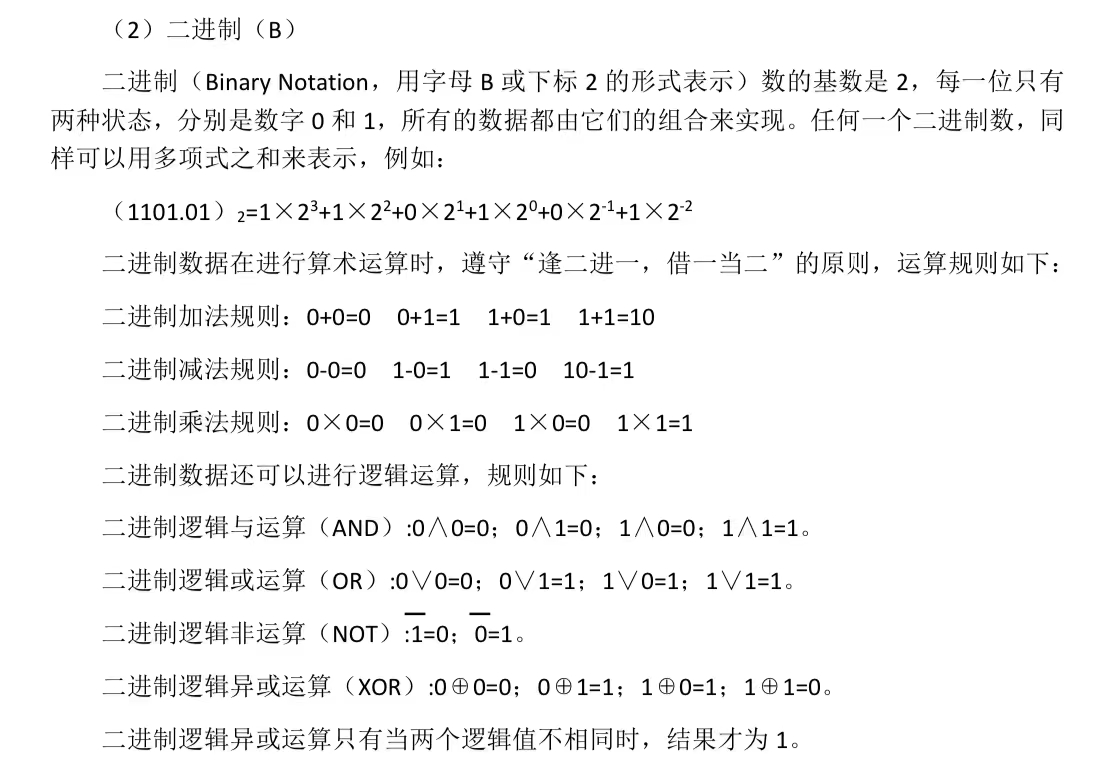 （2）二进制（B）
二进制（Binary Notation，用字母 B 或下标 2 的形式表示）数的基数是 2，每一位只有
两种状态，分别是数字 0 和 1，所有的数据都由它们的组合来实现。任何一个二进制数，同
样可以用多项式之和来表示，例如：
（1101.01）₂=1×2³+1×2²+0×2¹+1×2⁰+0×2⁻¹+1×2⁻²
二进制数据在进行算术运算时，遵守“逢二进一，借一当二”的原则，运算规则如下：
二进制加法规则：0+0=0 0+1=1 1+0=1 1+1=10
二进制减法规则：0-0=0 1-0=1 1-1=0 10-1=1
二进制乘法规则：0×0=0 0×1=0 1×0=0 1×1=1
二进制数据还可以进行逻辑运算，规则如下：
二进制逻辑与运算（AND）:0∧0=0；0∧1=0；1∧0=0；1∧1=1。
二进制逻辑或运算（OR）:0∨0=0；0∨1=1；1∨0=1；1∨1=1。
二进制逻辑非运算（NOT）:1̅=0；0̅=1。
二进制逻辑异或运算（XOR）:0⊕0=0；0⊕1=1；1⊕0=1；1⊕1=0。
二进制逻辑异或运算只有当两个逻辑值不相同时，结果才为 1。